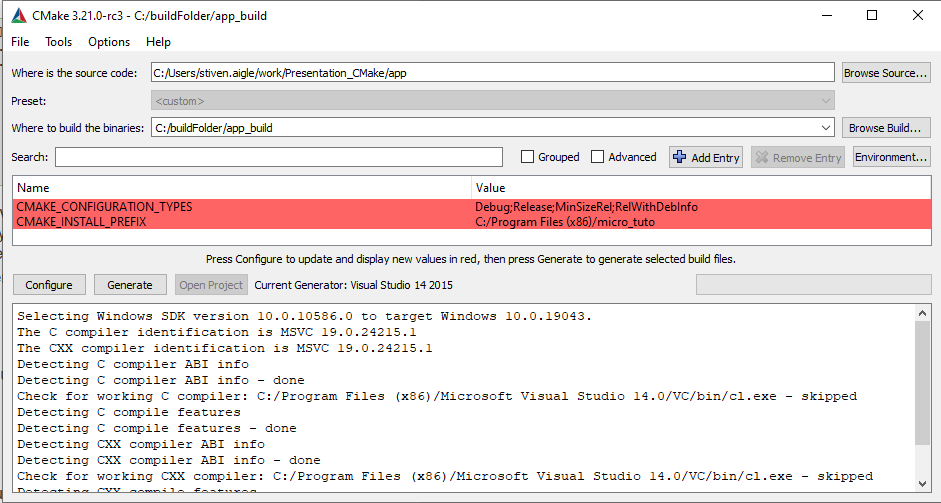 CMake 3.21.0-rc3 - C:/buildFolder/app_build
File Tools Options Help
Where is the source code: C:/Users/stiven.aigle/work/Presentation_CMake/app Browse Source...
Preset: <custom>
Where to build the binaries: C:/buildFolder/app_build Browse Build...
Search: Grouped Advanced Add Entry Remove Entry Environment...
Name Value
CMAKE_CONFIGURATION_TYPES Debug;Release;MinSizeRel;RelWithDebInfo
CMAKE_INSTALL_PREFIX C:/Program Files (x86)/micro_tuto
Press Configure to update and display new values in red, then press Generate to generate selected build files.
Configure Generate Open Project Current Generator: Visual Studio 14 2015
Selecting Windows SDK version 10.0.10586.0 to target Windows 10.0.19043.
The C compiler identification is MSVC 19.0.24215.1
The CXX compiler identification is MSVC 19.0.24215.1
Detecting C compiler ABI info
Detecting C compiler ABI info - done
Check for working C compiler: C:/Program Files (x86)/Microsoft Visual Studio 14.0/VC/bin/cl.exe - skipped
Detecting C compile features
Detecting C compile features - done
Detecting CXX compiler ABI info
Detecting CXX compiler ABI info - done
Check for working CXX compiler: C:/Program Files (x86)/Microsoft Visual Studio 14.0/VC/bin/cl.exe - skipped
Detecting CXX compile features